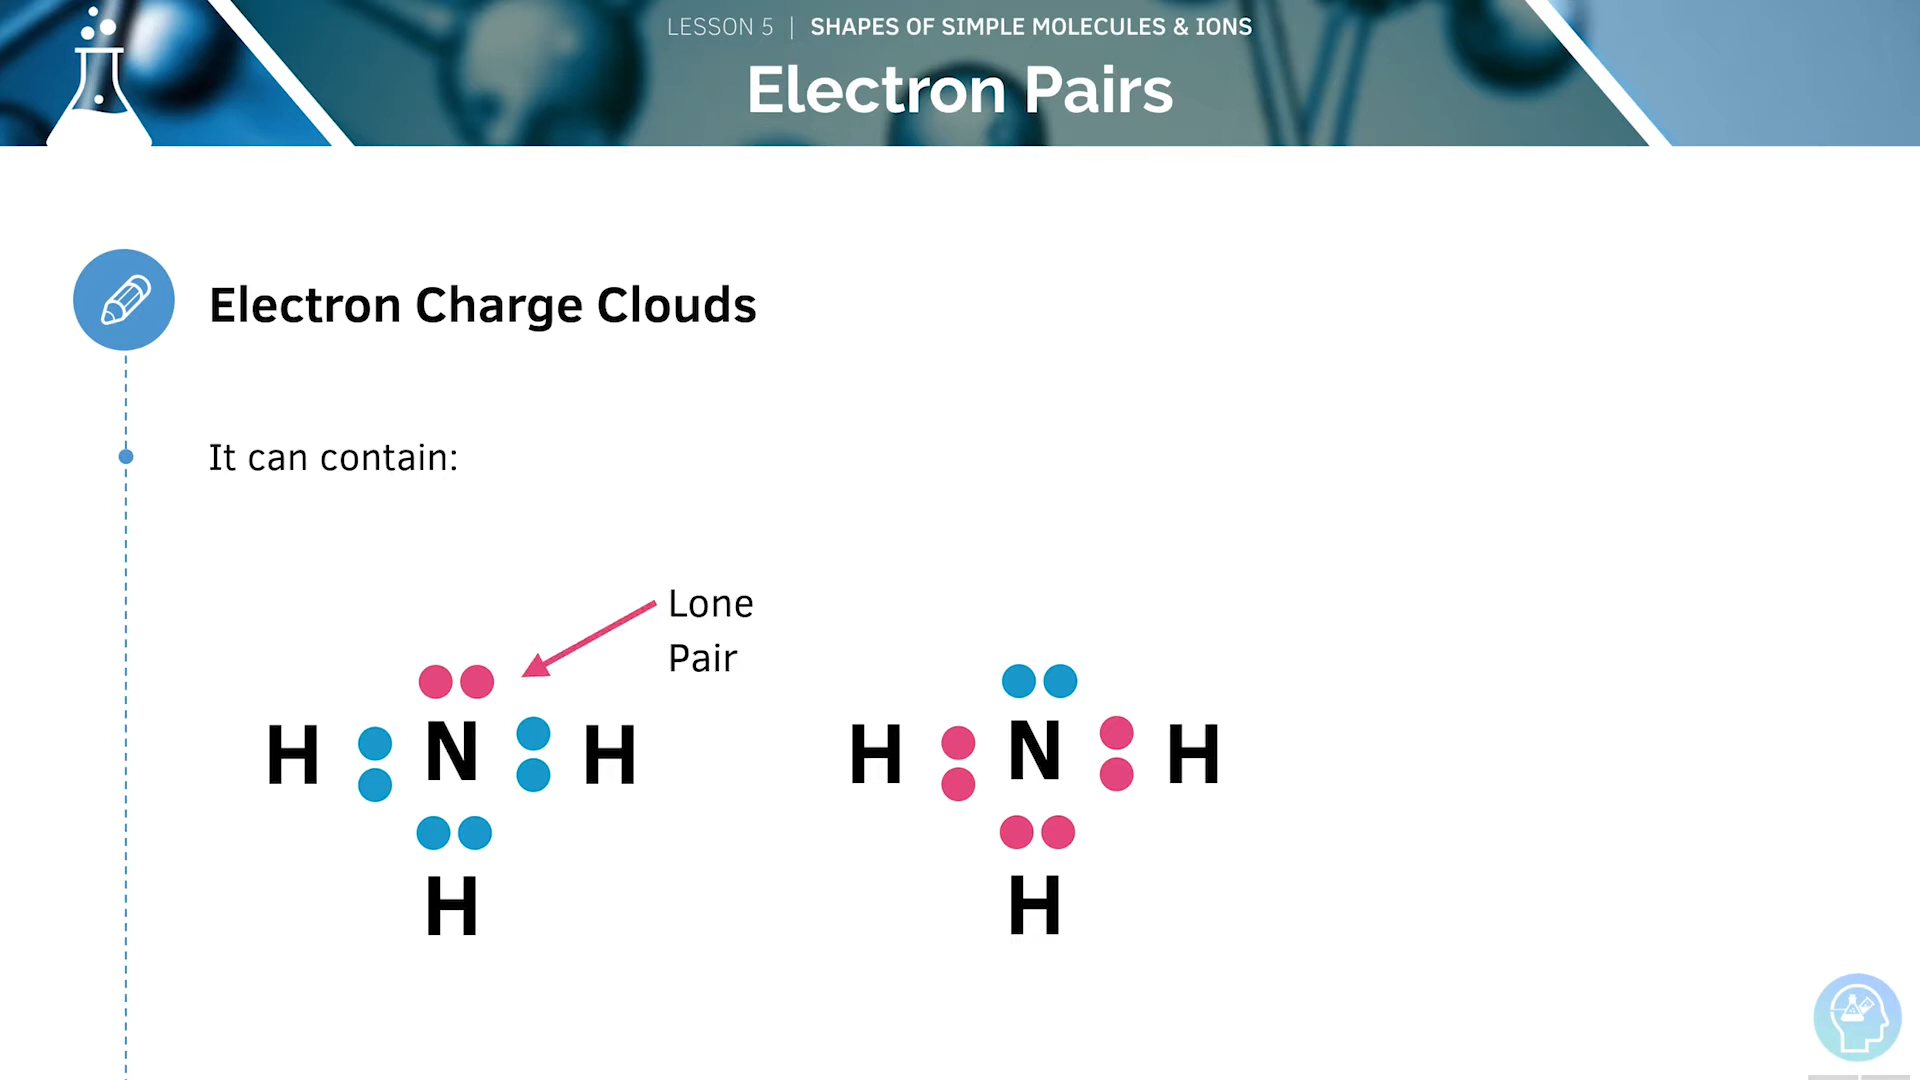 LESSON 5 | SHAPES OF SIMPLE MOLECULES & IONS
Electron Pairs
Electron Charge Clouds
It can contain:
Lone
Pair
H N H
H
H N H
H